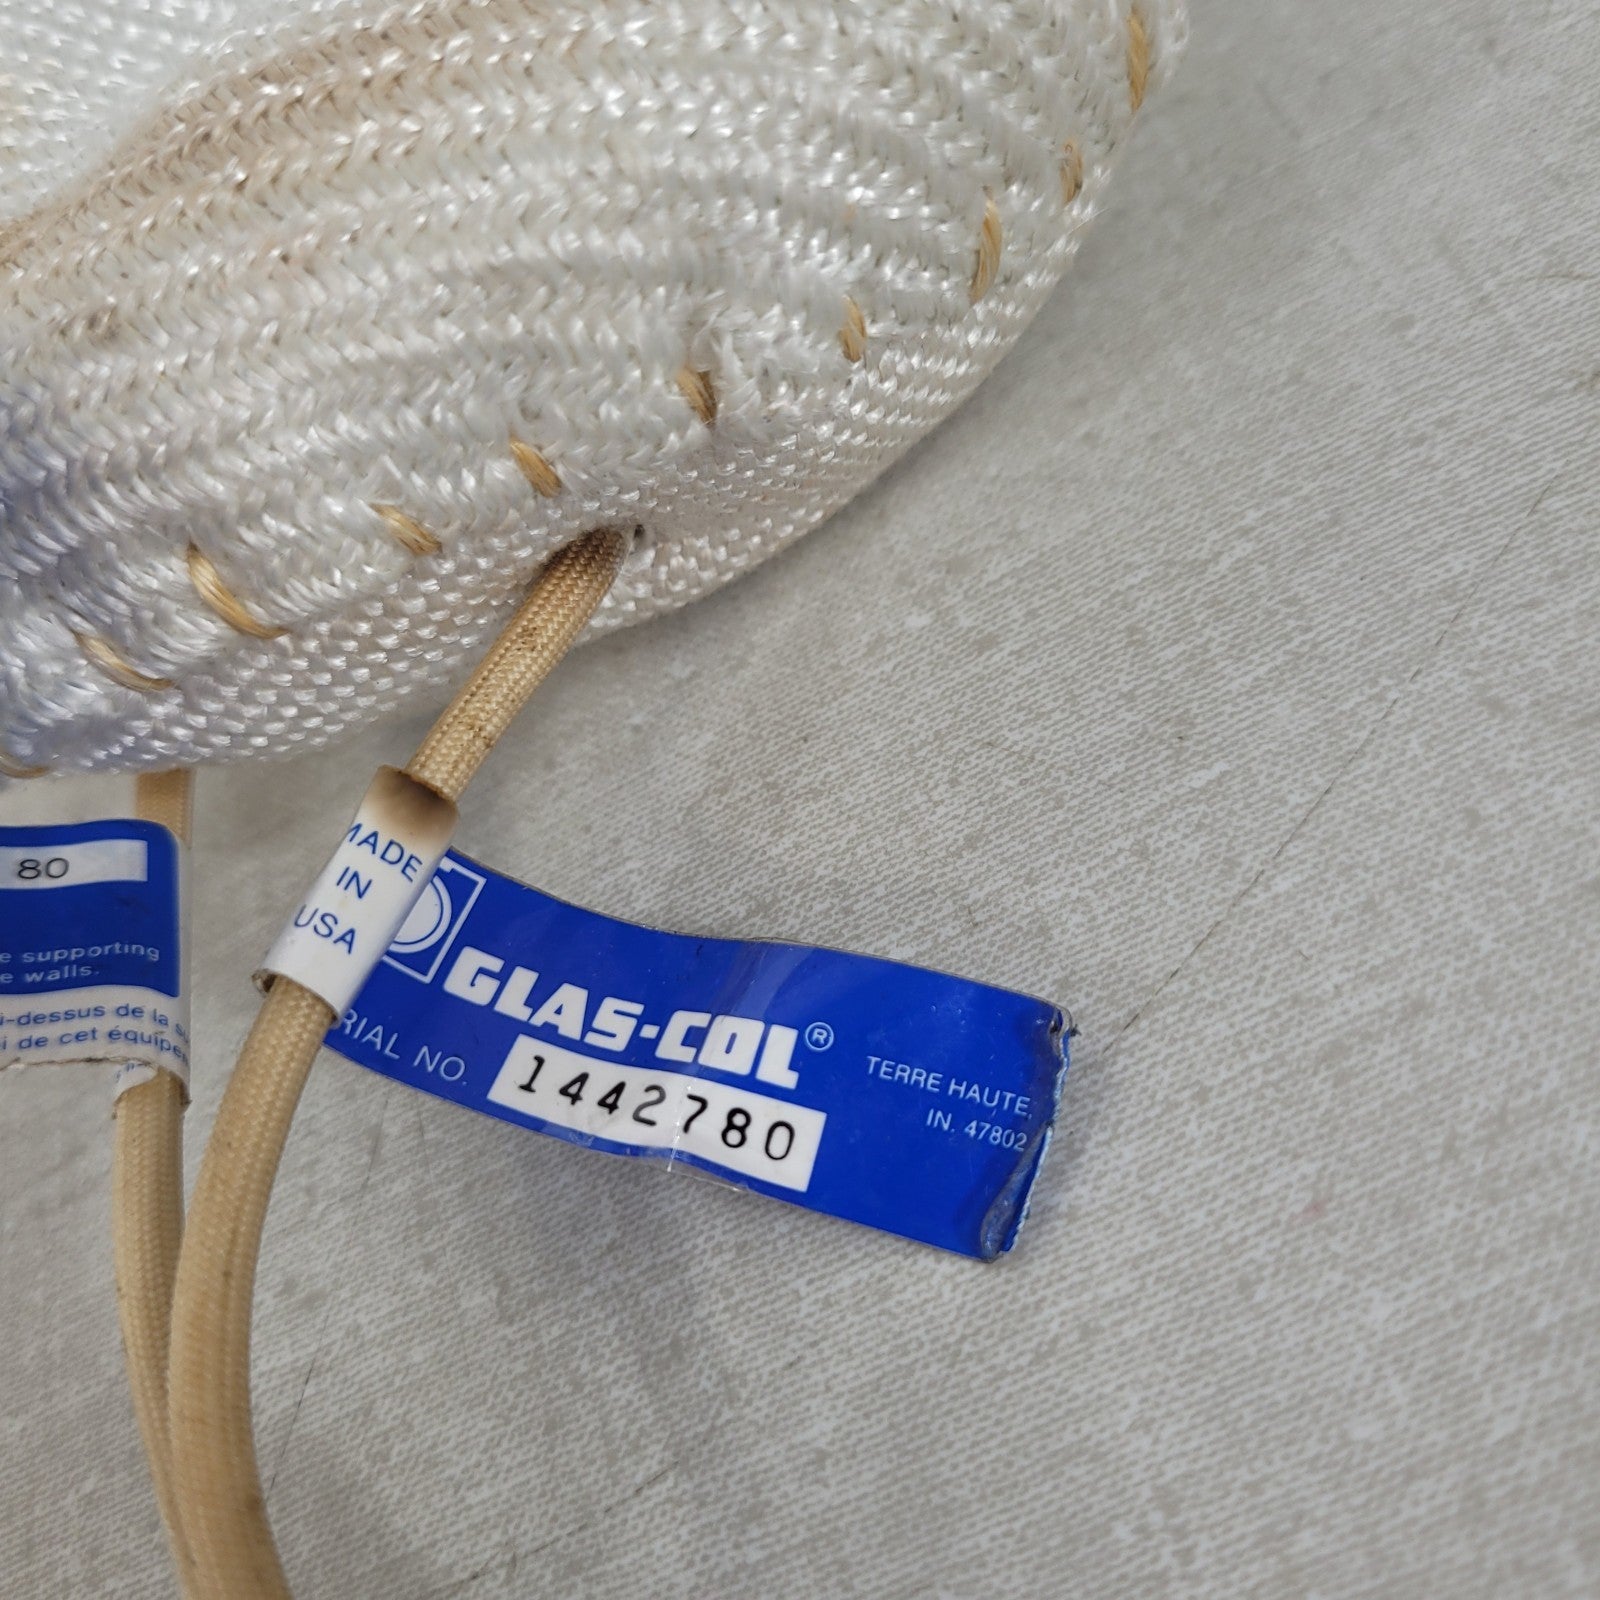 80
supporting
walls.
-dessus de la
de cet
MADE
IN
USA
GLAS-COL®
RIAL NO.
1442780
TERRE HAUTE,
IN. 47802